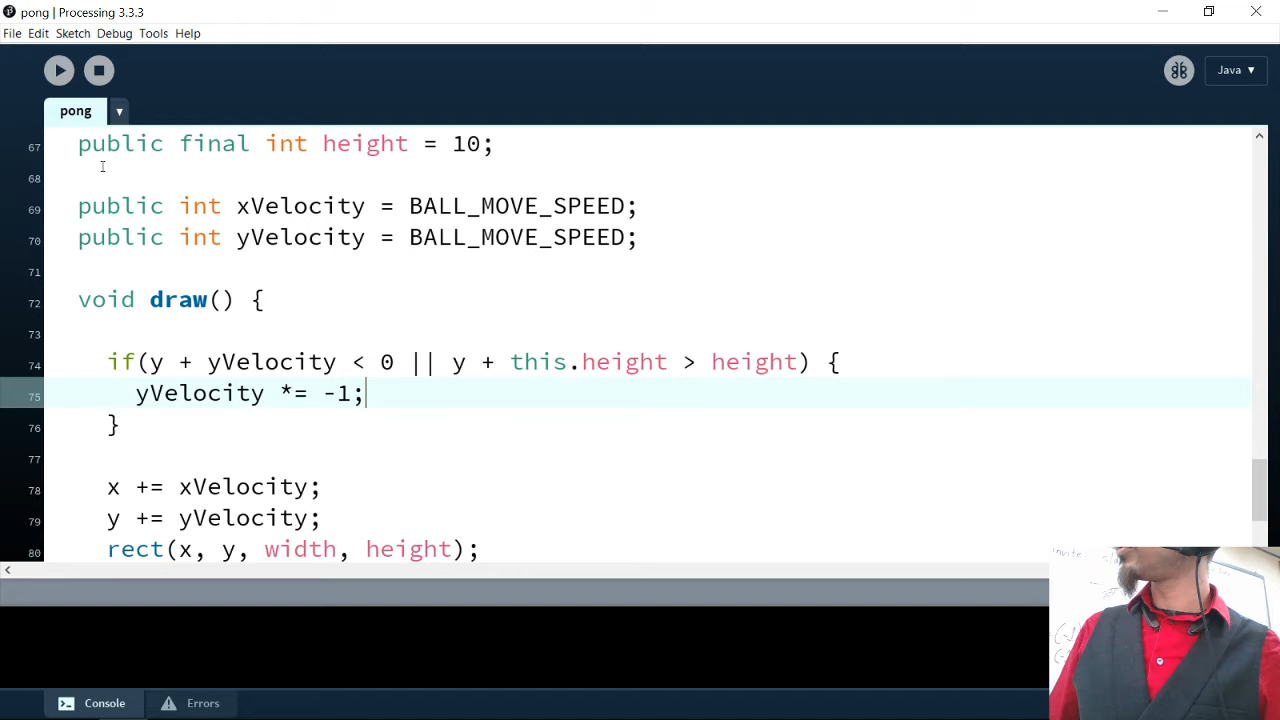 pong | Processing 3.3.3
File Edit Sketch Debug Tools Help
Java ▾
pong ▾
67 public final int height = 10;
68
69 public int xVelocity = BALL_MOVE_SPEED;
70 public int yVelocity = BALL_MOVE_SPEED;
71
72 void draw() {
73
74 if(y + yVelocity < 0 || y + this.height > height) {
75 yVelocity *= -1;
76 }
77
78 x += xVelocity;
79 y += yVelocity;
80 rect(x, y, width, height);
invite
Console Errors